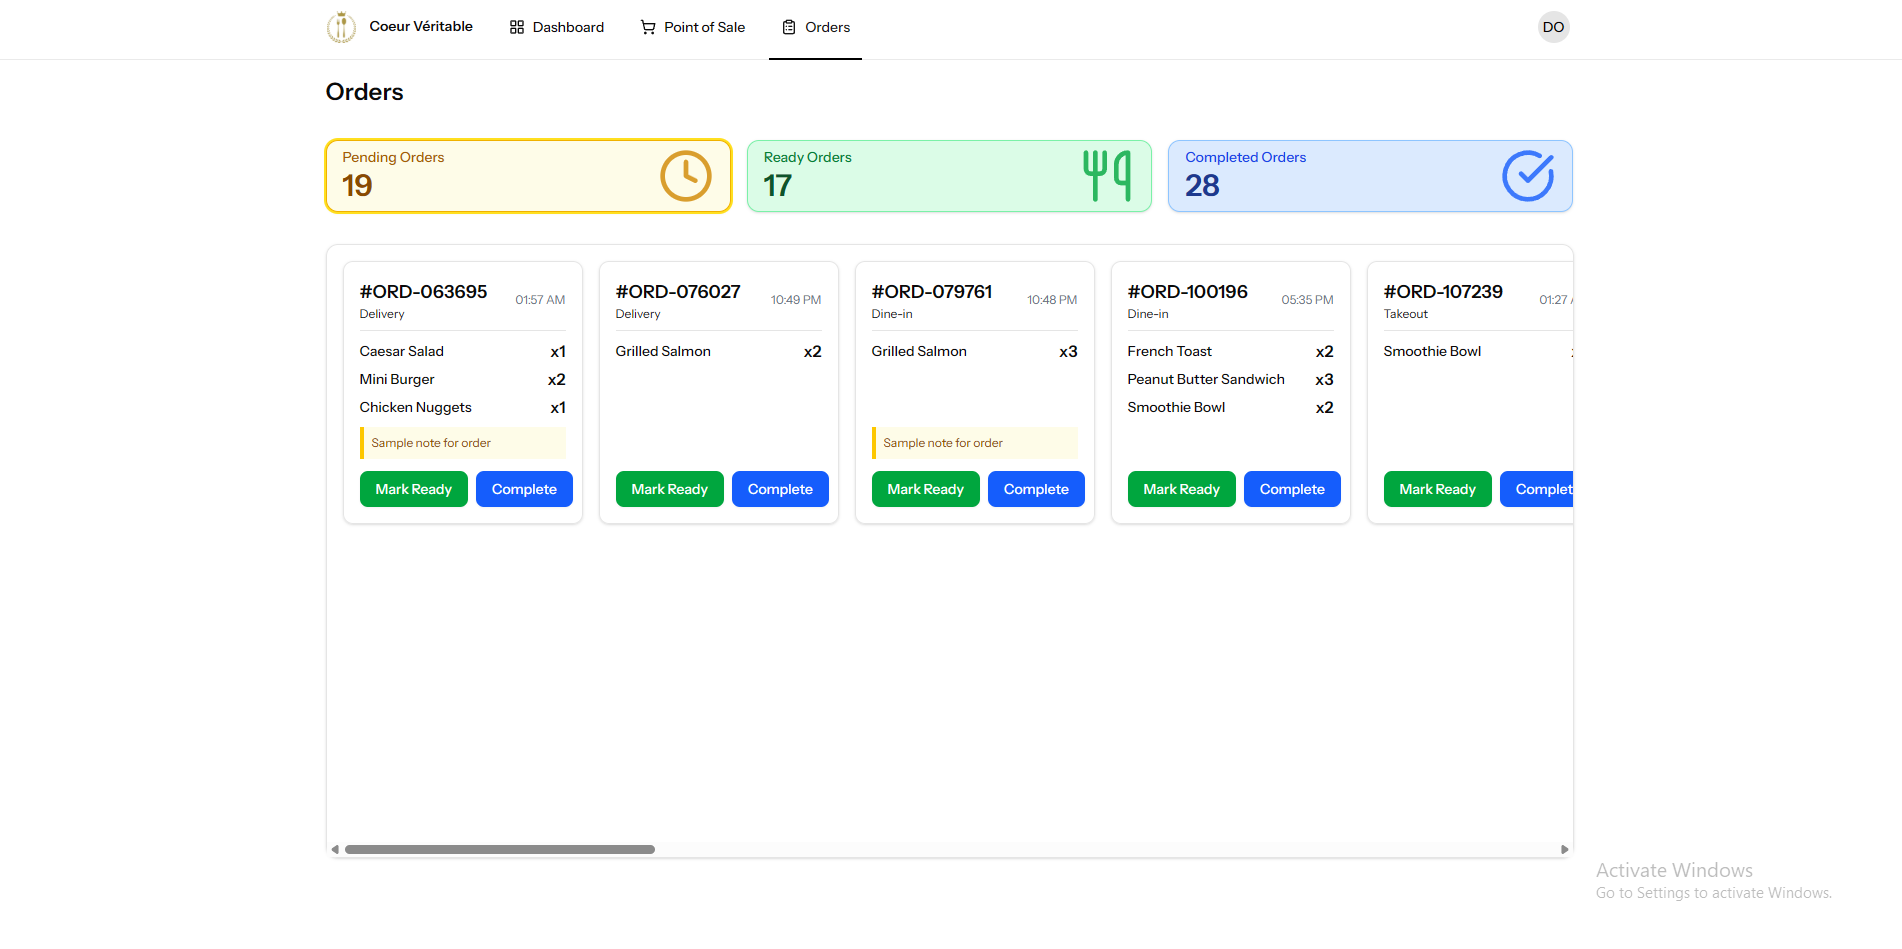 Coeur Véritable Dashboard Point of Sale Orders DO
Orders
Pending Orders
19
Ready Orders
17
Completed Orders
28
#ORD-063695 01:57 AM
Delivery
Caesar Salad x1
Mini Burger x2
Chicken Nuggets x1
Sample note for order
Mark Ready Complete
#ORD-076027 10:49 PM
Delivery
Grilled Salmon x2
Mark Ready Complete
#ORD-079761 10:48 PM
Dine-in
Grilled Salmon x3
Sample note for order
Mark Ready Complete
#ORD-100196 05:35 PM
Dine-in
French Toast x2
Peanut Butter Sandwich x3
Smoothie Bowl x2
Mark Ready Complete
#ORD-107239 01:27
Takeout
Smoothie Bowl
Mark Ready Complet
Activate Windows
Go to Settings to activate Windows.